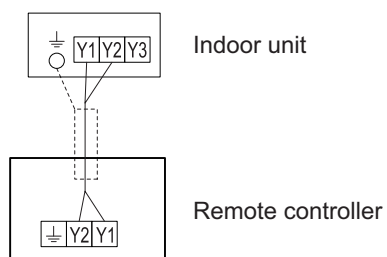 Y1 Y2 Y3
Indoor unit
Y2 Y1
Remote controller